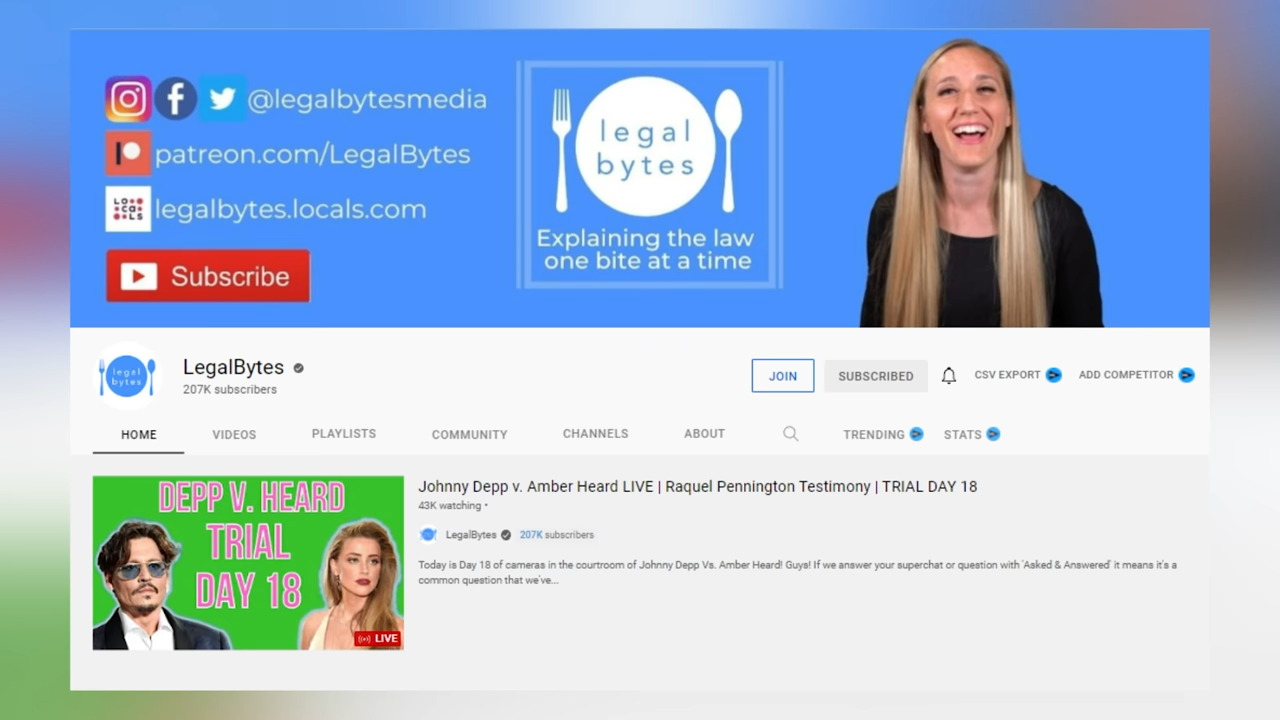 @legalbytesmedia
patreon.com/LegalBytes
LOCALS
legalbytes.locals.com
Subscribe
legal
bytes
Explaining the law
one bite at a time
legal
bytes
LegalBytes
207K subscribers
JOIN
SUBSCRIBED
CSV EXPORT
ADD COMPETITOR
HOME
VIDEOS
PLAYLISTS
COMMUNITY
CHANNELS
ABOUT
TRENDING
STATS
DEPP V. HEARD
TRIAL
DAY 18
LIVE
Johnny Depp v. Amber Heard LIVE | Raquel Pennington Testimony | TRIAL DAY 18
43K watching •
LegalBytes 207K subscribers
Today is Day 18 of cameras in the courtroom of Johnny Depp Vs. Amber Heard! Guys! If we answer your superchat or question with 'Asked & Answered' it means it's a
common question that we've...